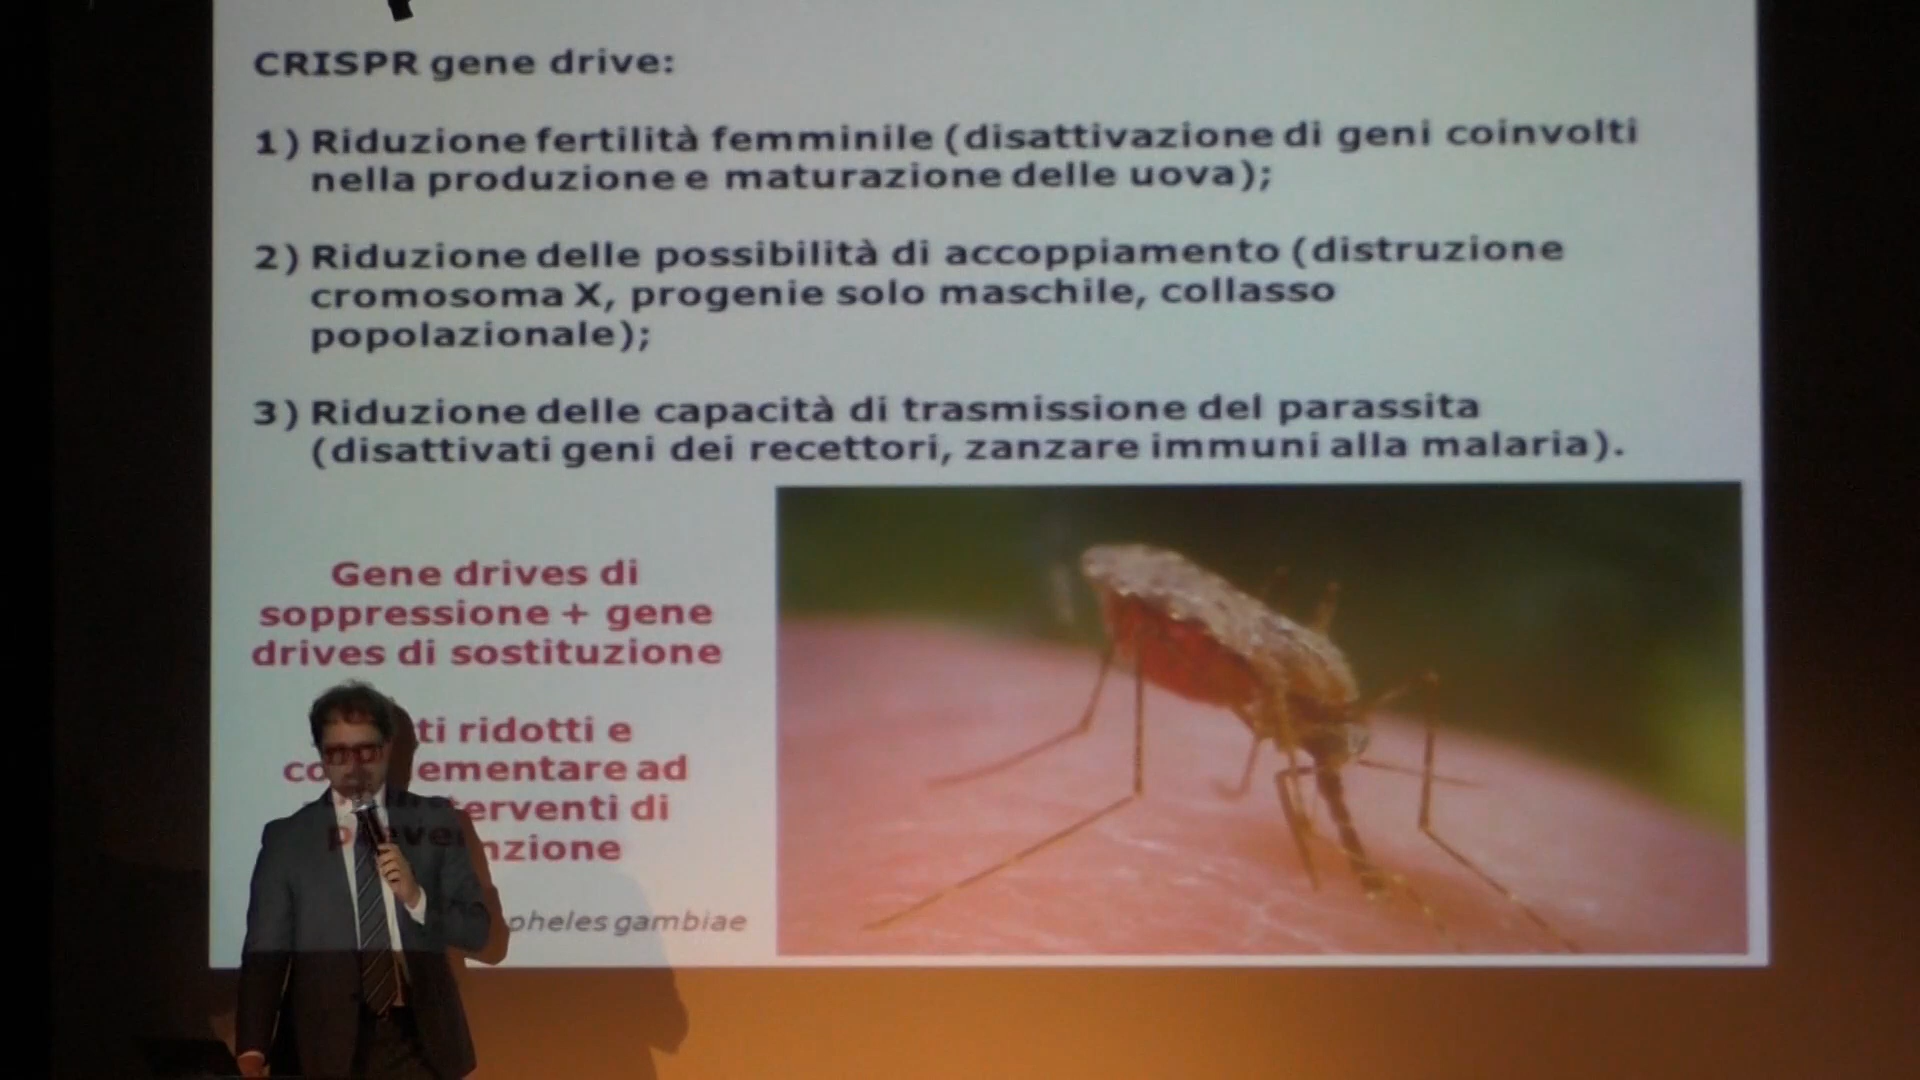 CRISPR gene drive:
1) Riduzione fertilità femminile (disattivazione di geni coinvolti
nella produzione e maturazione delle uova);
2) Riduzione delle possibilità di accoppiamento (distruzione
cromosoma X, progenie solo maschile, collasso
popolazionale);
3) Riduzione delle capacità di trasmissione del parassita
(disattivati geni dei recettori, zanzare immuni alla malaria).
Gene drives di
soppressione + gene
drives di sostituzione
ridotti e
ad
di
gambiae